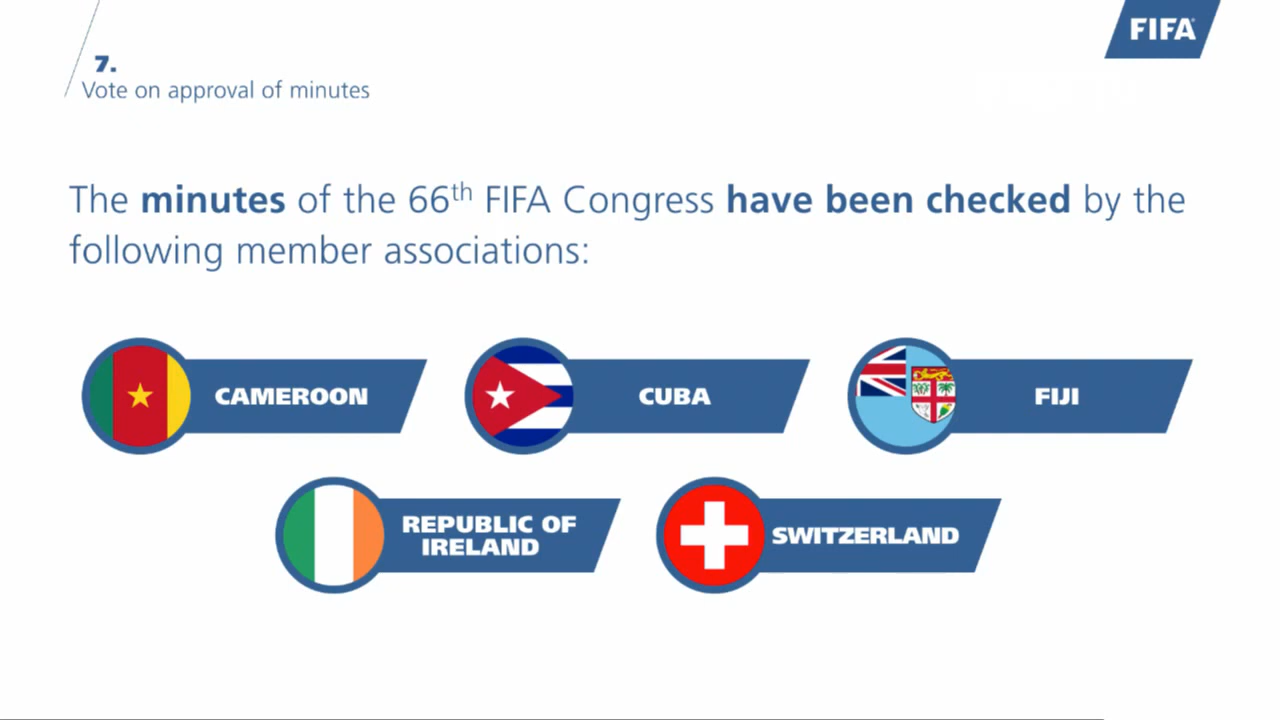 FIFA
7.
Vote on approval of minutes
The minutes of the 66th FIFA Congress have been checked by the
following member associations:
CAMEROON
CUBA
FIJI
REPUBLIC OF
IRELAND
SWITZERLAND